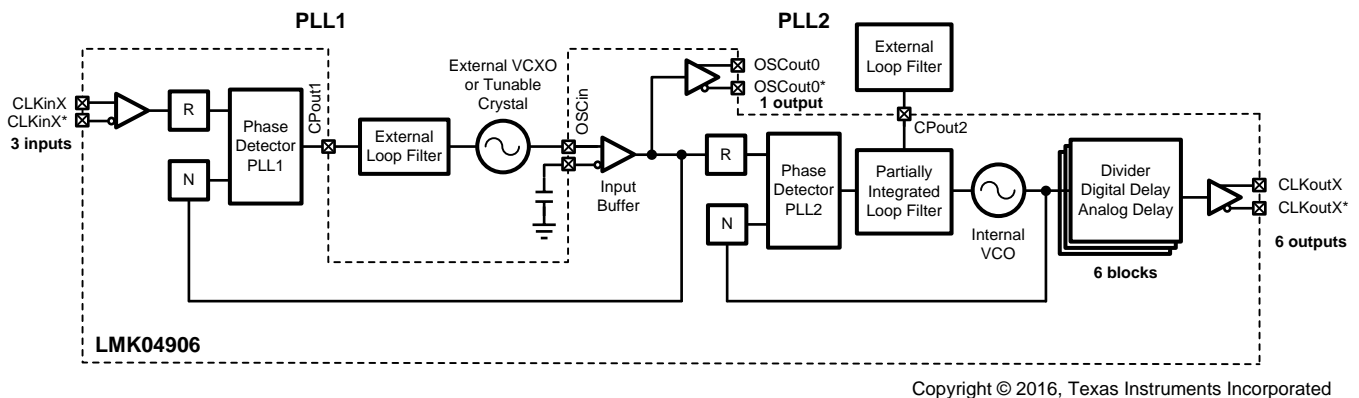 PLL1
PLL2
External
Loop Filter
External VCXO
or Tunable
Crystal
OSCout0
OSCout0*
1 output
CLKinX
CLKinX*
3 inputs
R
N
Phase
Detector
PLL1
CPout1
External
Loop Filter
OSCin
Input
Buffer
R
N
Phase
Detector
PLL2
CPout2
Partially
Integrated
Loop Filter
Internal
VCO
Divider
Digital Delay
Analog Delay
6 blocks
CLKoutX
CLKoutX*
6 outputs
LMK04906
Copyright © 2016, Texas Instruments Incorporated